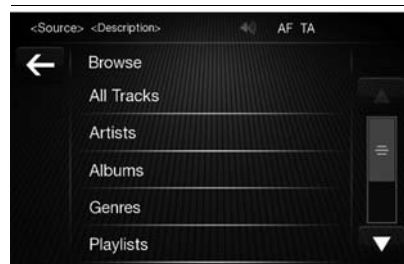 <Source> <Description> AF TA
Browse
All Tracks
Artists
Albums
Genres
Playlists